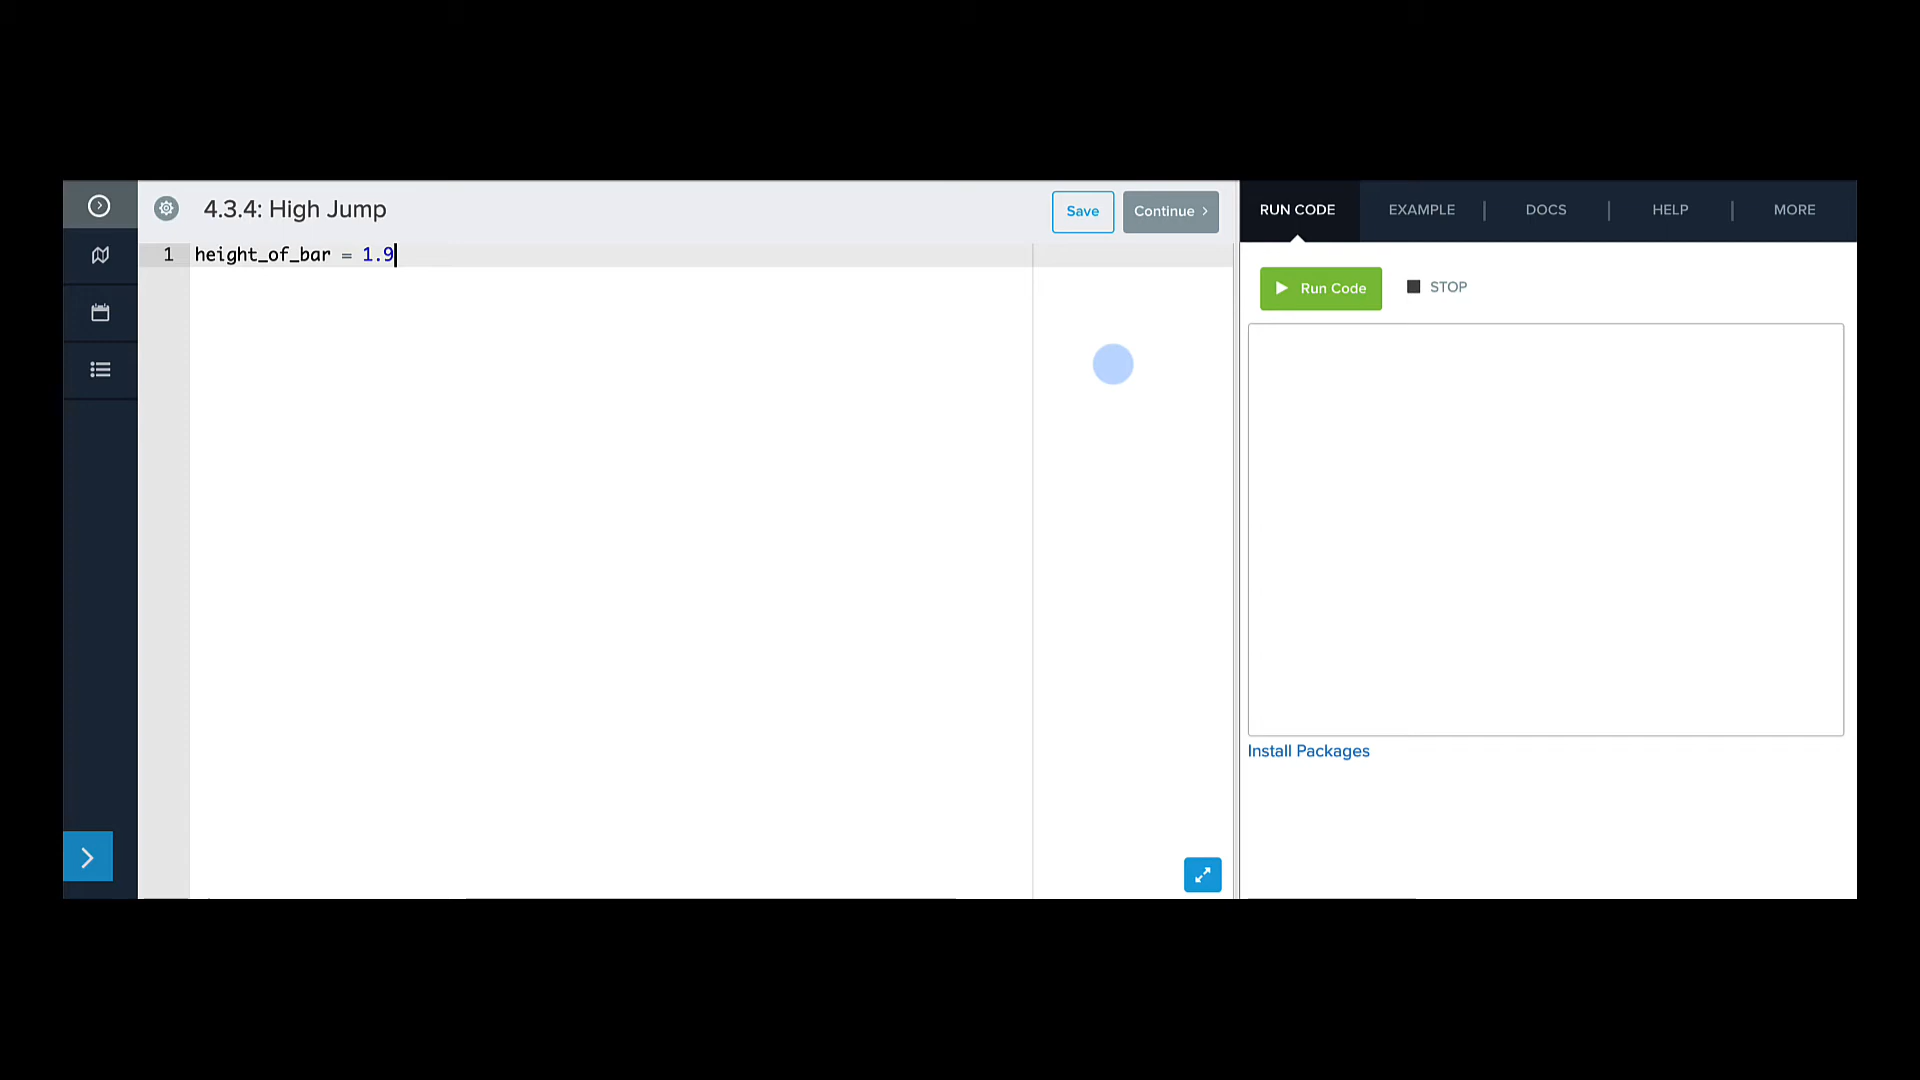 4.3.4: High Jump
Save
Continue
RUN CODE
EXAMPLE
DOCS
HELP
MORE
1
height_of_bar = 1.9
Run Code
STOP
Install Packages